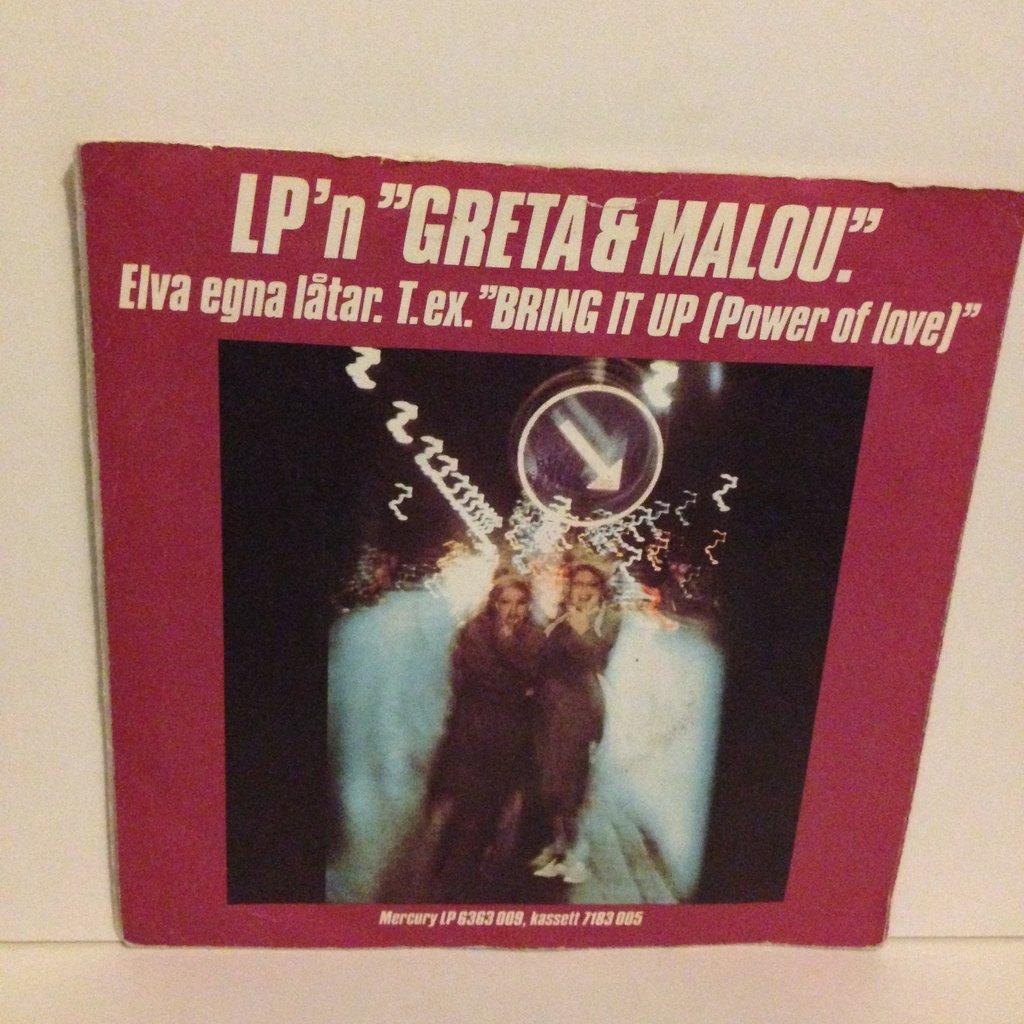 LP'n "GRETA & MALOU."
Elva egna låtar. T.ex. "BRING IT UP (Power of love)"
Mercury LP 6363 009, kassett 7183 005